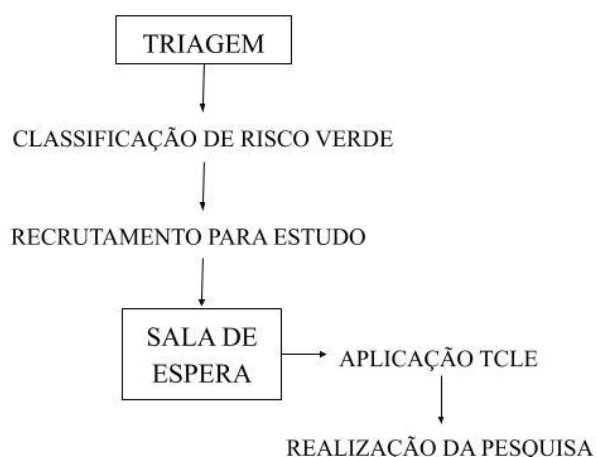 TRIAGEM
CLASSIFICAÇÃO DE RISCO VERDE
RECRUTAMENTO PARA ESTUDO
SALA DE
ESPERA
APLICAÇÃO TCLE
REALIZAÇÃO DA PESQUISA